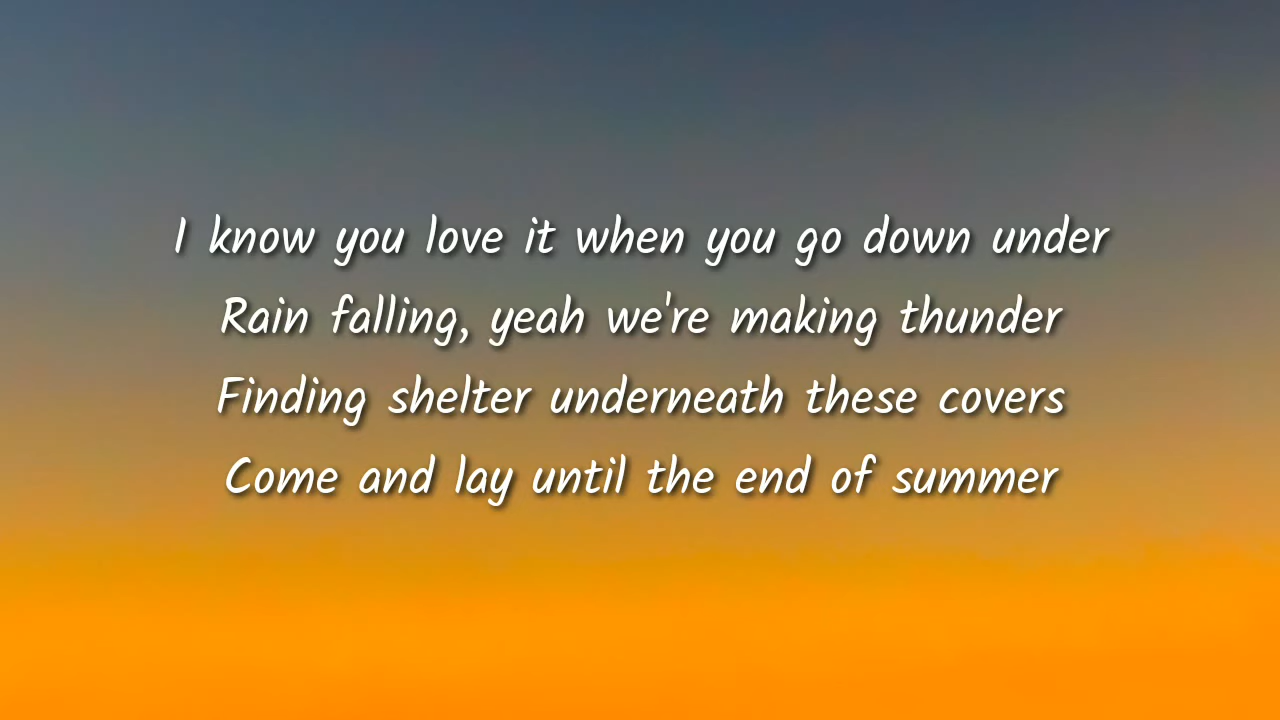 I know you love it when you go down under
Rain falling, yeah we're making thunder
Finding shelter underneath these covers
Come and lay until the end of summer